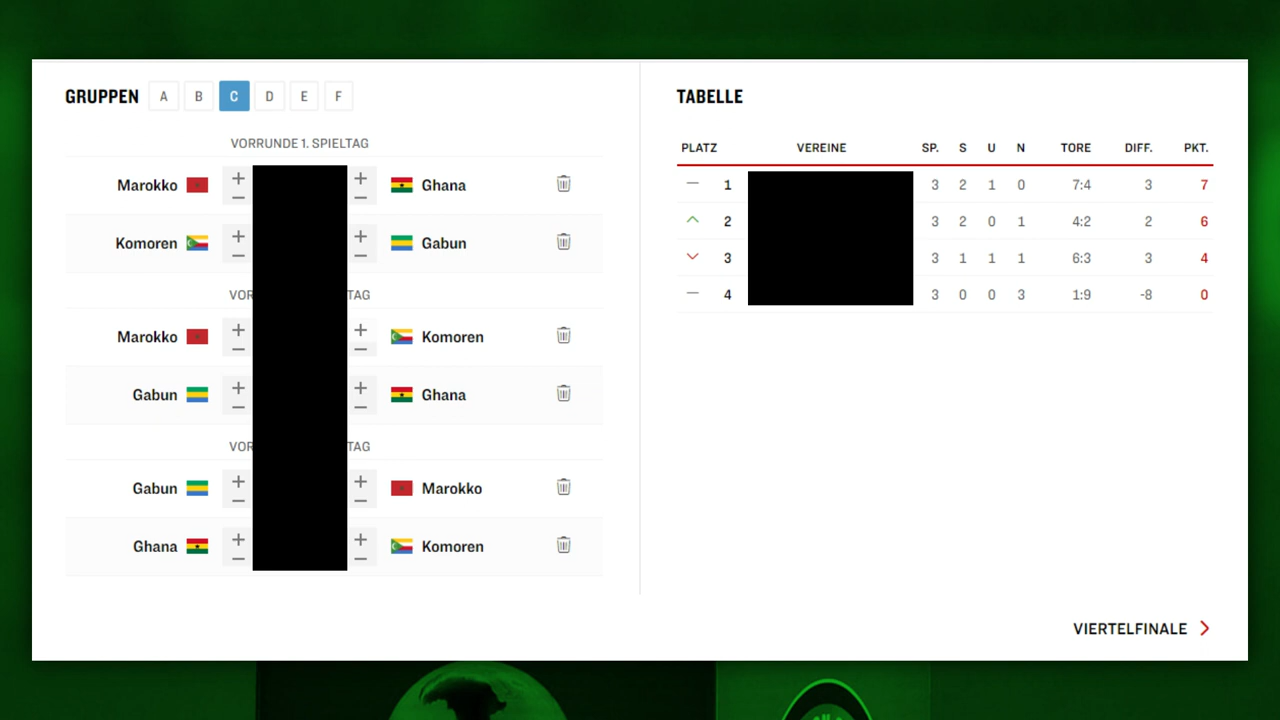 GRUPPEN A B C D E F
VORRUNDE 1. SPIELTAG
Marokko + − + − Ghana
Komoren + − + − Gabun
VOR TAG
Marokko + − + − Komoren
Gabun + − + − Ghana
VOR TAG
Gabun + − + − Marokko
Ghana + − + − Komoren
TABELLE
PLATZ VEREINE SP. S U N TORE DIFF. PKT.
1 3 2 1 0 7:4 3 7
2 3 2 0 1 4:2 2 6
3 3 1 1 1 6:3 3 4
4 3 0 0 3 1:9 -8 0
VIERTELFINALE